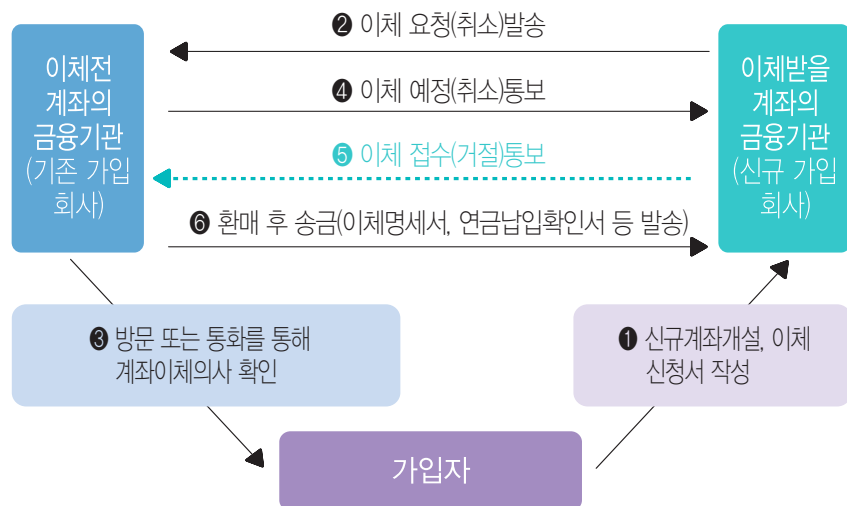 ❷ 이체 요청(취소)발송
이체전
계좌의
금융기관
(기존 가입
회사)
이체받을
계좌의
금융기관
(신규 가입
회사)
❹ 이체 예정(취소)통보
❺ 이체 접수(거절)통보
❻ 환매 후 송금(이체명세서, 연금납입확인서 등 발송)
❸ 방문 또는 통화를 통해
계좌이체의사 확인
❶ 신규계좌개설, 이체
신청서 작성
가입자